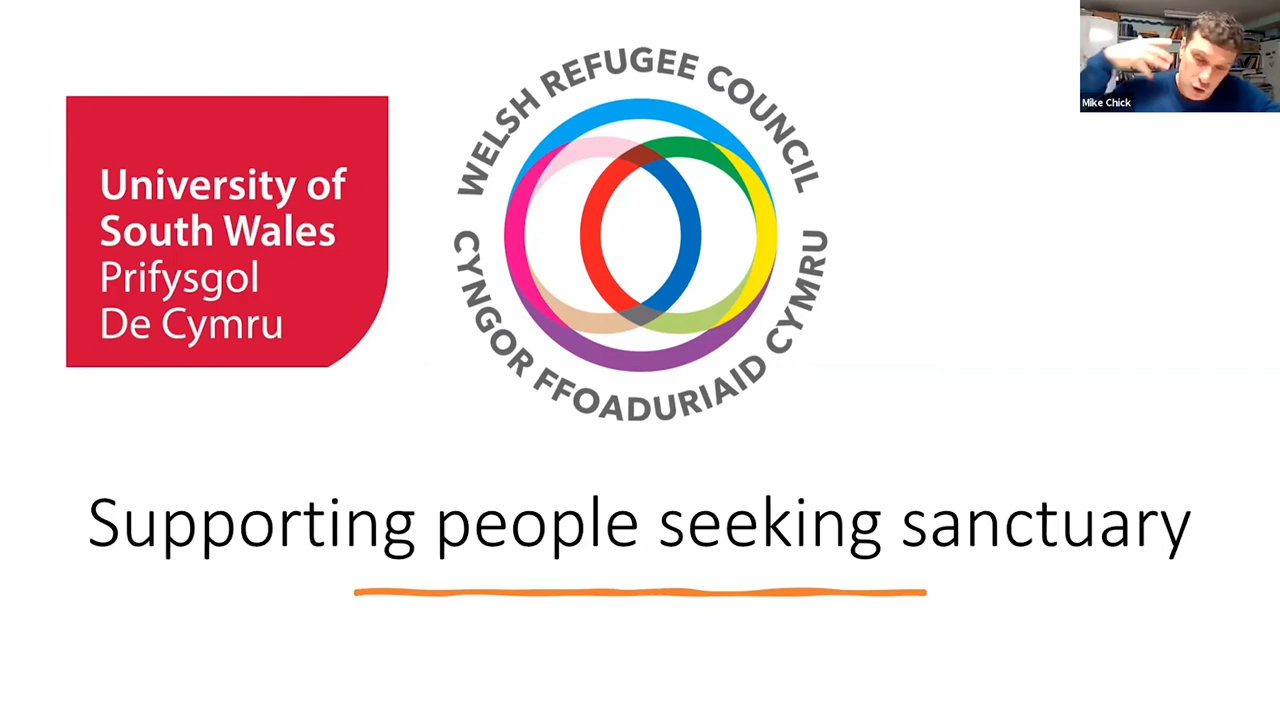 University of
South Wales
Prifysgol
De Cymru
WELSH REFUGEE COUNCIL
CYNGOR FFOADURIAID CYMRU
Mike Chick
Supporting people seeking sanctuary